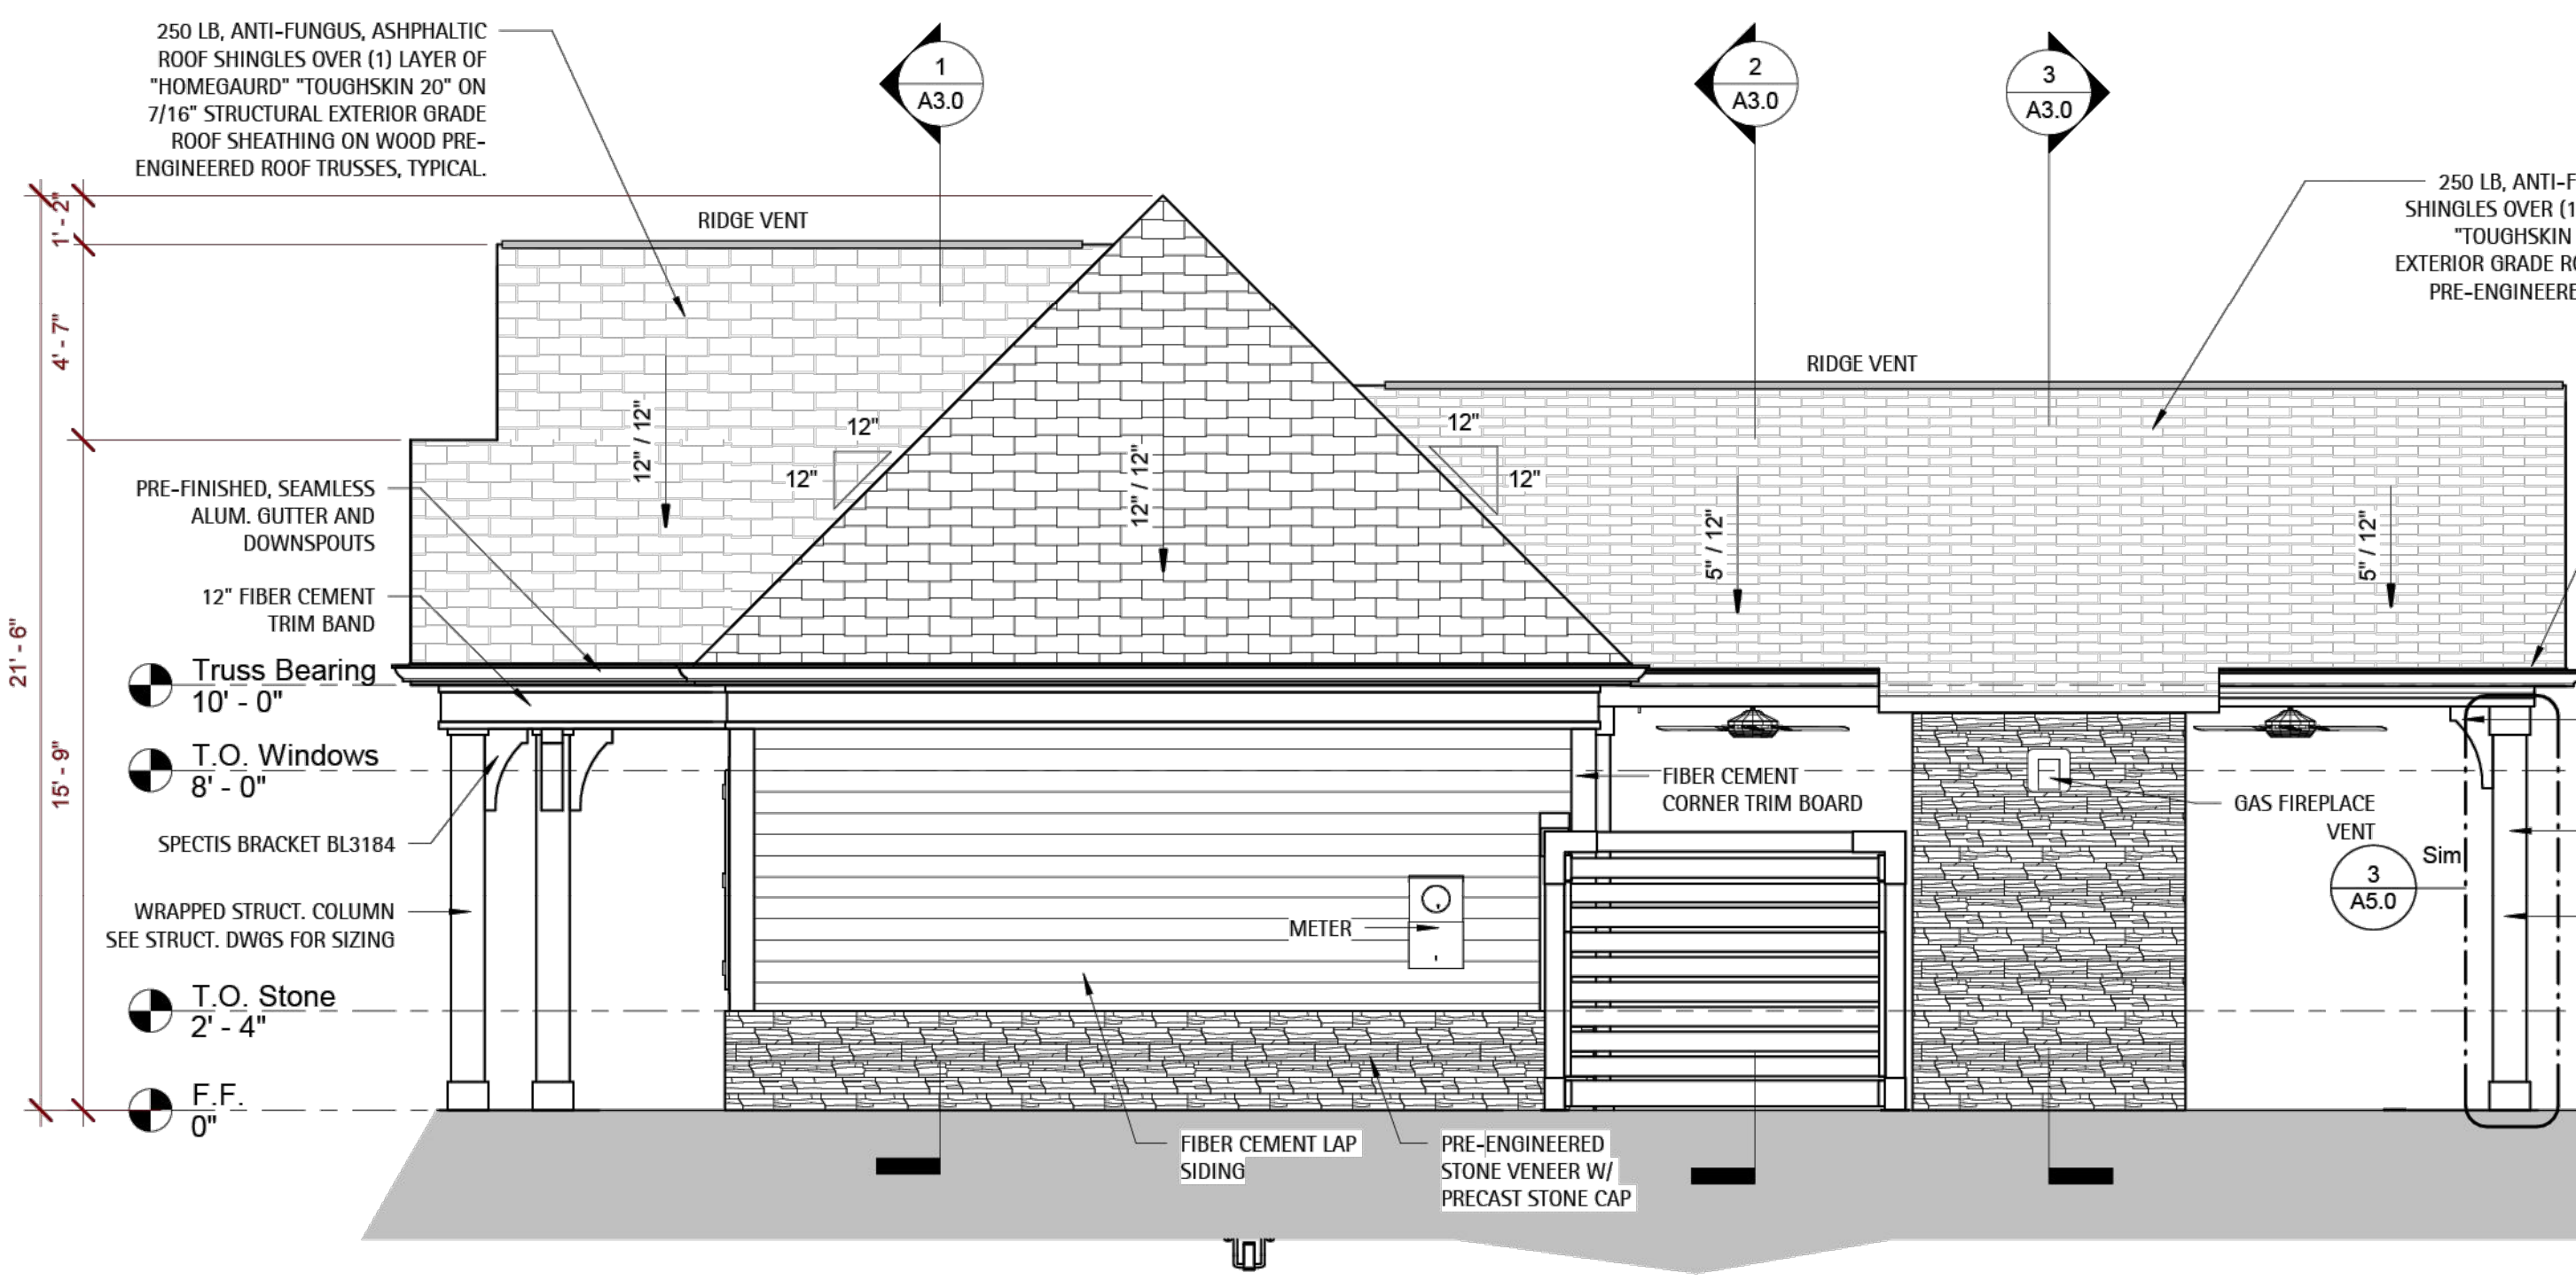 250 LB, ANTI-FUNGUS, ASHPHALTIC
ROOF SHINGLES OVER (1) LAYER OF
"HOMEGAURD" "TOUGHSKIN 20" ON
7/16" STRUCTURAL EXTERIOR GRADE
ROOF SHEATHING ON WOOD PRE-
ENGINEERED ROOF TRUSSES, TYPICAL.
1
A3.0
2
A3.0
3
A3.0
250 LB, ANTI-F
SHINGLES OVER (1
"TOUGHSKIN
EXTERIOR GRADE RO
PRE-ENGINEERE
RIDGE VENT
RIDGE VENT
1' - 2"
4' - 7"
15' - 9"
21' - 6"
12" / 12"
12"
12"
12" / 12"
12"
12"
5" / 12"
5" / 12"
PRE-FINISHED, SEAMLESS
ALUM. GUTTER AND
DOWNSPOUTS
12" FIBER CEMENT
TRIM BAND
Truss Bearing
10' - 0"
T.O. Windows
8' - 0"
SPECTIS BRACKET BL3184
WRAPPED STRUCT. COLUMN
SEE STRUCT. DWGS FOR SIZING
T.O. Stone
2' - 4"
F.F.
0"
FIBER CEMENT
CORNER TRIM BOARD
GAS FIREPLACE
VENT
3
A5.0
Sim
METER
FIBER CEMENT LAP
SIDING
PRE-ENGINEERED
STONE VENEER W/
PRECAST STONE CAP